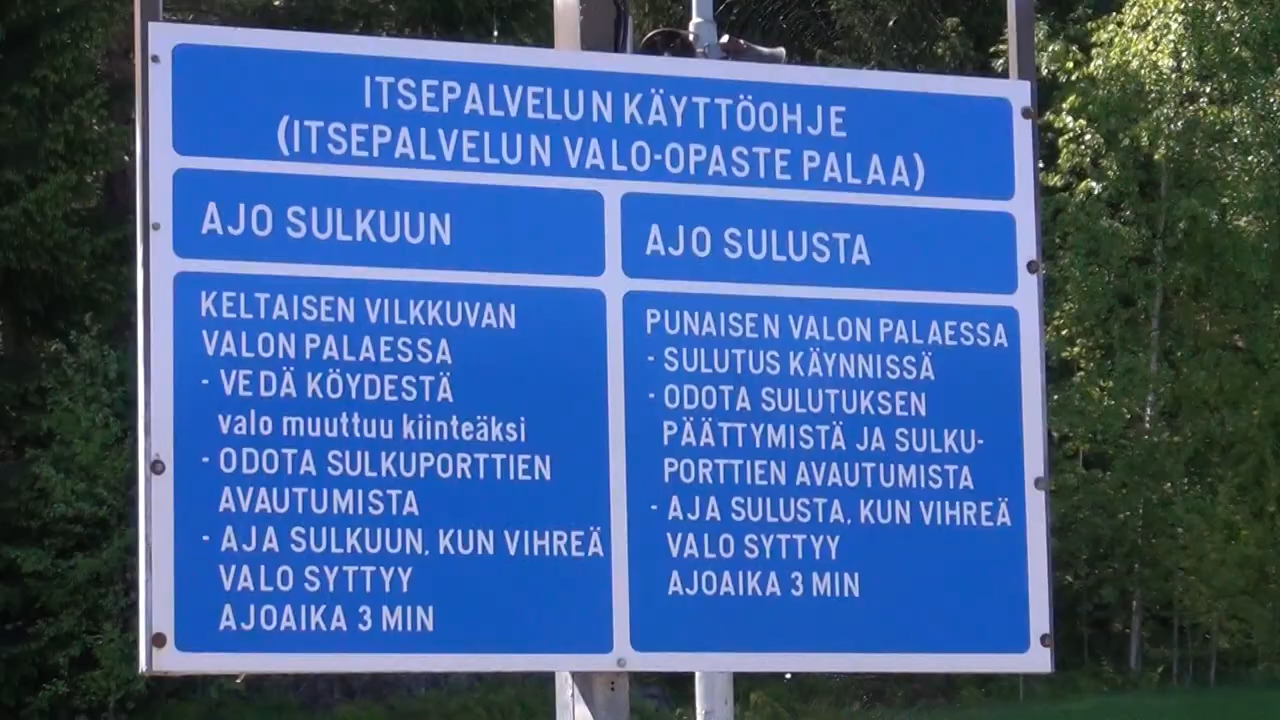 ITSEPALVELUN KÄYTTÖOHJE
(ITSEPALVELUN VALO-OPASTE PALAA)
AJO SULKUUN
KELTAISEN VILKKUVAN
VALON PALAESSA
- VEDÄ KÖYDESTÄ
valo muuttuu kiinteäksi
- ODOTA SULKUPORTTIEN
AVAUTUMISTA
- AJA SULKUUN, KUN VIHREÄ
VALO SYTTYY
AJOAIKA 3 MIN
AJO SULUSTA
PUNAISEN VALON PALAESSA
- SULUTUS KÄYNNISSÄ
- ODOTA SULUTUKSEN
PÄÄTTYMISTÄ JA SULKU-
PORTTIEN AVAUTUMISTA
- AJA SULUSTA, KUN VIHREÄ
VALO SYTTYY
AJOAIKA 3 MIN